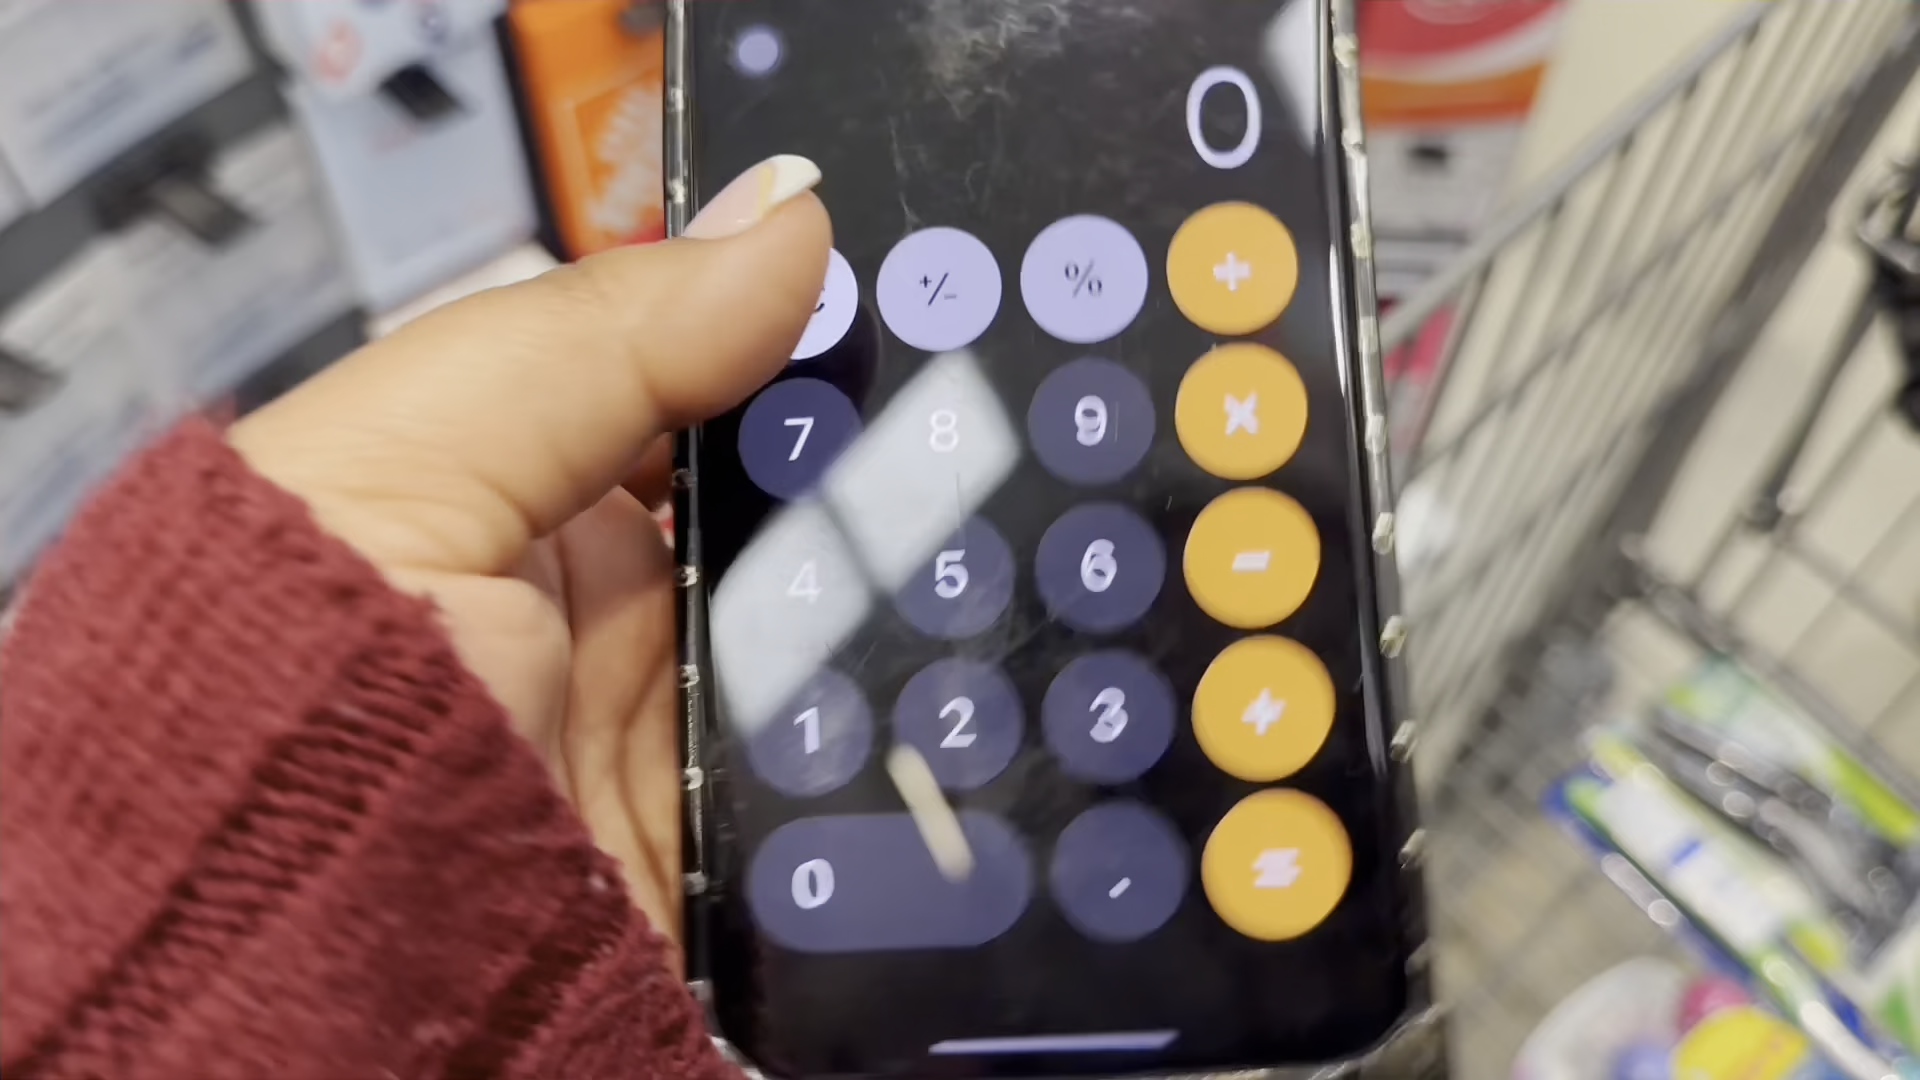 0
+/− % ÷
7 8 9 ×
4 5 6 −
1 2 3 +
0 , =